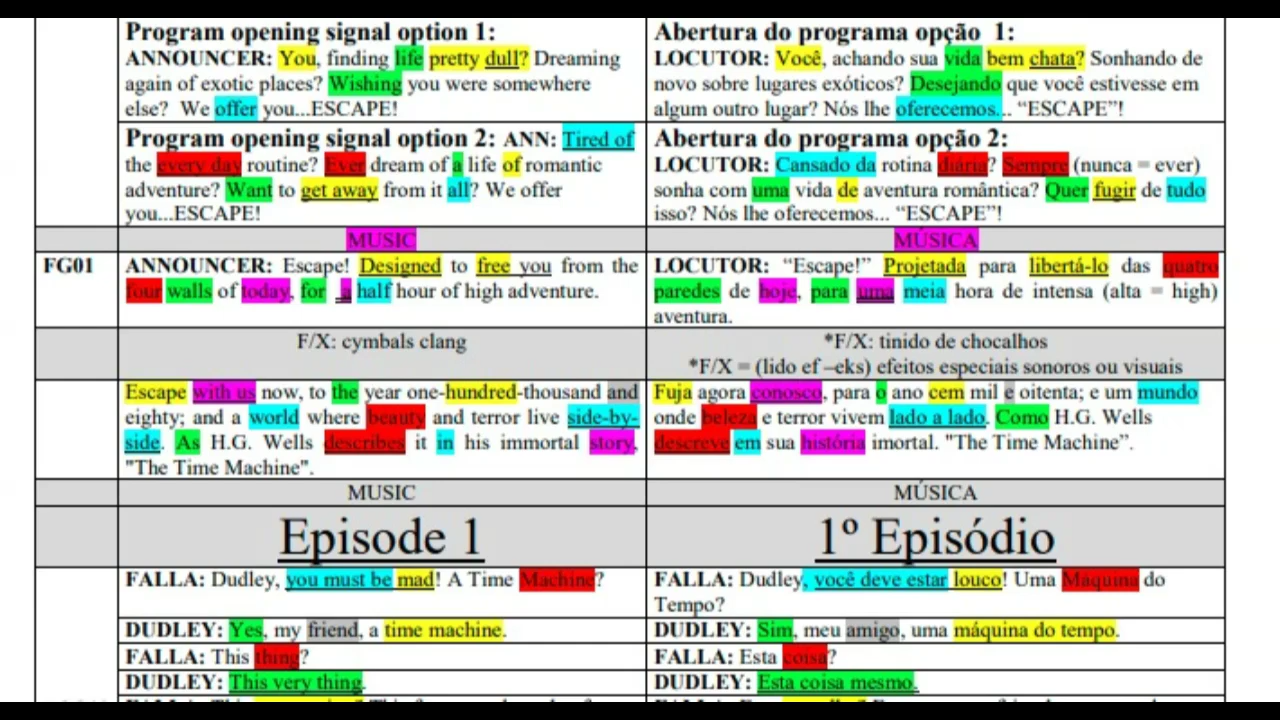 Program opening signal option 1:
ANNOUNCER: You, finding life pretty dull? Dreaming
again of exotic places? Wishing you were somewhere
else? We offer you...ESCAPE!
Abertura do programa opção 1:
LOCUTOR: Você, achando sua vida bem chata? Sonhando de
novo sobre lugares exóticos? Desejando que você estivesse em
algum outro lugar? Nós lhe oferecemos... “ESCAPE”!
Program opening signal option 2: ANN: Tired of
the every day routine? Ever dream of a life of romantic
adventure? Want to get away from it all? We offer
you...ESCAPE!
Abertura do programa opção 2:
LOCUTOR: Cansado da rotina diária? Sempre (nunca = ever)
sonha com uma vida de aventura romântica? Quer fugir de tudo
isso? Nós lhe oferecemos... “ESCAPE”!
MUSIC
MÚSICA
FG01
ANNOUNCER: Escape! Designed to free you from the
four walls of today, for a half hour of high adventure.
LOCUTOR: “Escape!” Projetada para libertá-lo das quatro
paredes de hoje, para uma meia hora de intensa (alta = high)
aventura.
F/X: cymbals clang
*F/X: tinido de chocalhos
*F/X = (lido ef –eks) efeitos especiais sonoros ou visuais
Escape with us now, to the year one-hundred-thousand and
eighty; and a world where beauty and terror live side-by-
side. As H.G. Wells describes it in his immortal story,
"The Time Machine".
Fuja agora conosco, para o ano cem mil e oitenta; e um mundo
onde beleza e terror vivem lado a lado. Como H.G. Wells
descreve em sua história imortal. "The Time Machine”.
MUSIC
MÚSICA
Episode 1
1º Episódio
FALLA: Dudley, you must be mad! A Time Machine?
FALLA: Dudley, você deve estar louco! Uma Máquina do
Tempo?
DUDLEY: Yes, my friend, a time machine.
DUDLEY: Sim, meu amigo, uma máquina do tempo.
FALLA: This thing?
FALLA: Esta coisa?
DUDLEY: This very thing.
DUDLEY: Esta coisa mesmo.